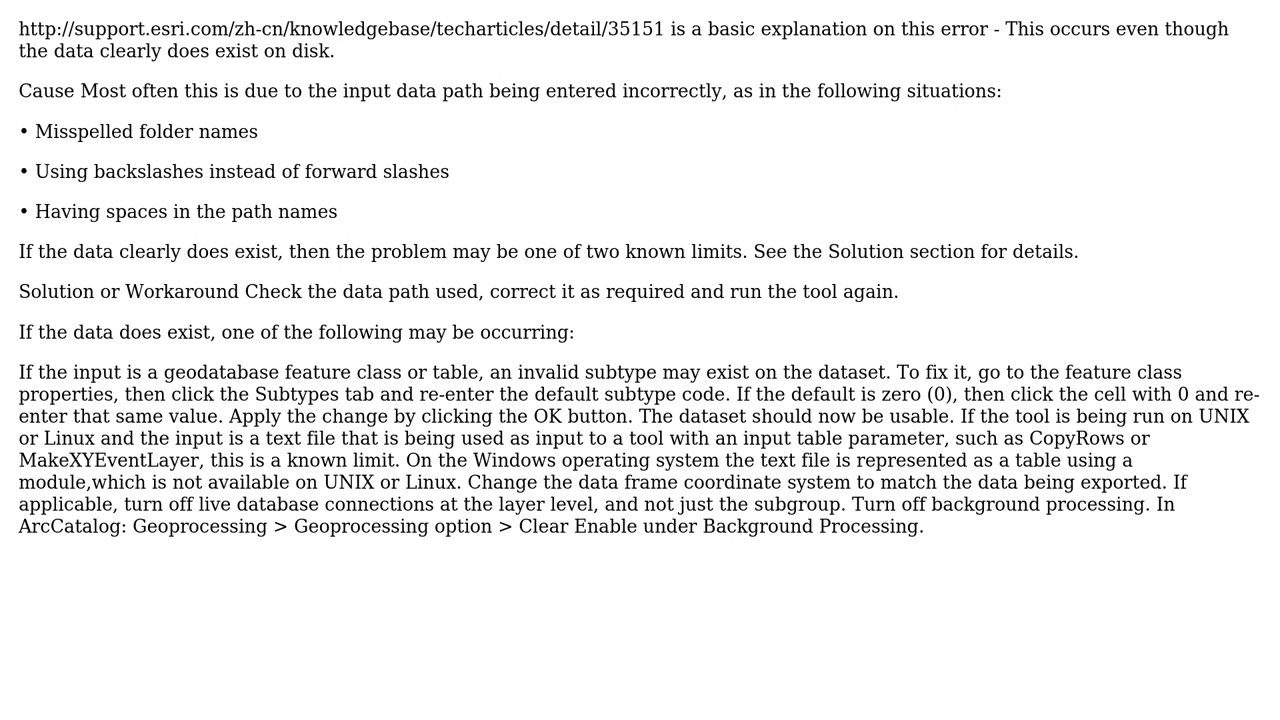 http://support.esri.com/zh-cn/knowledgebase/techarticles/detail/35151 is a basic explanation on this error - This occurs even though
the data clearly does exist on disk.
Cause Most often this is due to the input data path being entered incorrectly, as in the following situations:
• Misspelled folder names
• Using backslashes instead of forward slashes
• Having spaces in the path names
If the data clearly does exist, then the problem may be one of two known limits. See the Solution section for details.
Solution or Workaround Check the data path used, correct it as required and run the tool again.
If the data does exist, one of the following may be occurring:
If the input is a geodatabase feature class or table, an invalid subtype may exist on the dataset. To fix it, go to the feature class
properties, then click the Subtypes tab and re-enter the default subtype code. If the default is zero (0), then click the cell with 0 and re-
enter that same value. Apply the change by clicking the OK button. The dataset should now be usable. If the tool is being run on UNIX
or Linux and the input is a text file that is being used as input to a tool with an input table parameter, such as CopyRows or
MakeXYEventLayer, this is a known limit. On the Windows operating system the text file is represented as a table using a
module,which is not available on UNIX or Linux. Change the data frame coordinate system to match the data being exported. If
applicable, turn off live database connections at the layer level, and not just the subgroup. Turn off background processing. In
ArcCatalog: Geoprocessing > Geoprocessing option > Clear Enable under Background Processing.